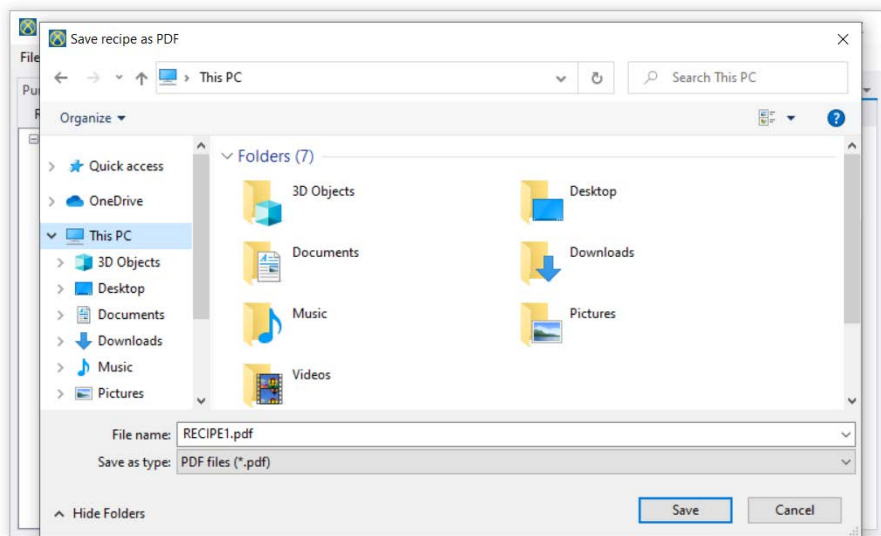 Save recipe as PDF
File
This PC
Search This PC
Pu
R
Organize
Quick access
OneDrive
This PC
3D Objects
Desktop
Documents
Downloads
Music
Pictures
Folders (7)
3D Objects
Desktop
Documents
Downloads
Music
Pictures
Videos
File name: RECIPE1.pdf
Save as type: PDF files (*.pdf)
Hide Folders
Save
Cancel